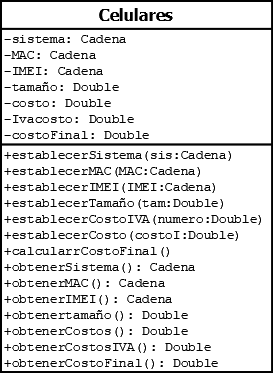 Celulares
-sistema: Cadena
-MAC: Cadena
-IMEI: Cadena
-tamaño: Double
-costo: Double
-Ivacosto: Double
-costoFinal: Double
+establecerSistema(sis:Cadena)
+establecerMAC(MAC:Cadena)
+establecerIMEI(IMEI:Cadena)
+establecerTamaño(tam:Double)
+establecerCostoIVA(numero:Double)
+establecerCosto(costoI:Double)
+calcularrCostoFinal()
+obtenerSistema(): Cadena
+obtenerMAC(): Cadena
+obtenerIMEI(): Cadena
+obtenertamaño(): Double
+obtenerCostos(): Double
+obtenerCostosIVA(): Double
+obtenerCostoFinal(): Double